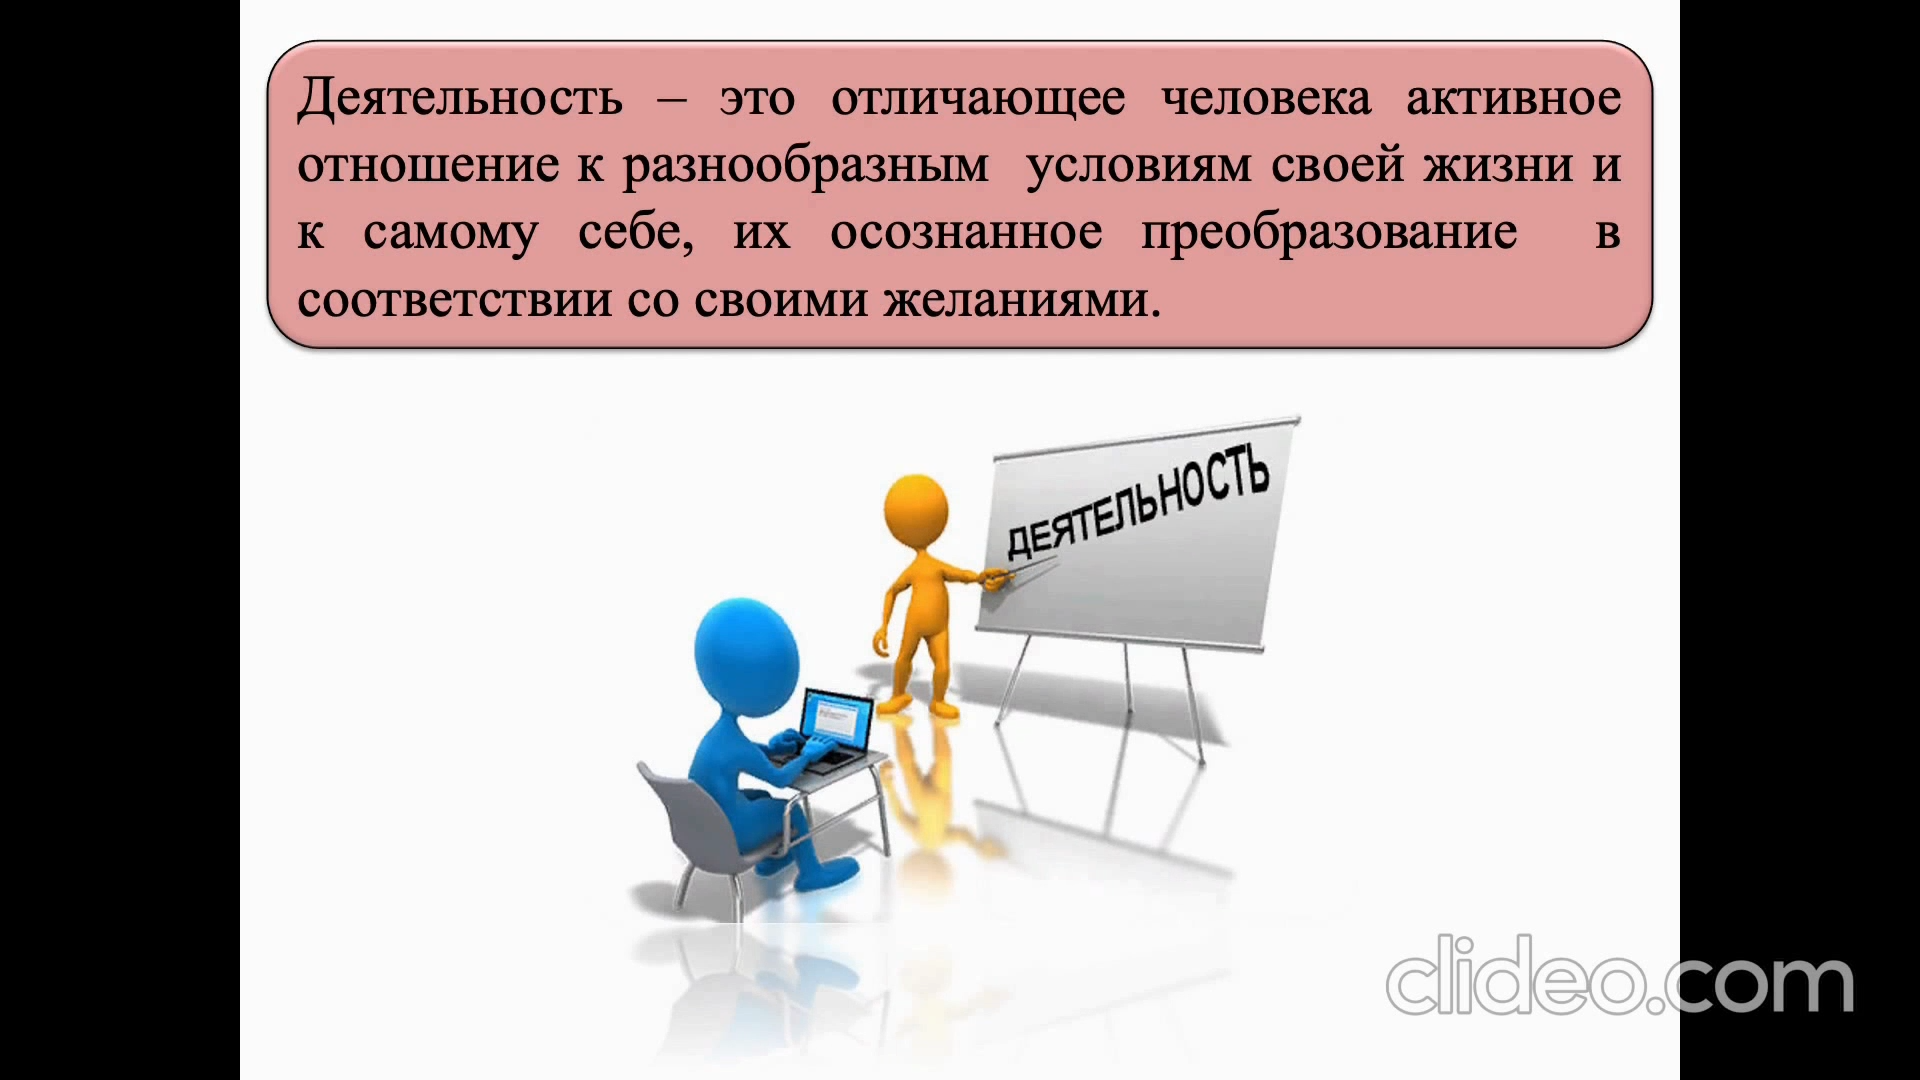 Деятельность – это отличающее человека активное
отношение к разнообразным условиям своей жизни и
к самому себе, их осознанное преобразование в
соответствии со своими желаниями.
ДЕЯТЕЛЬНОСТЬ
clideo.com